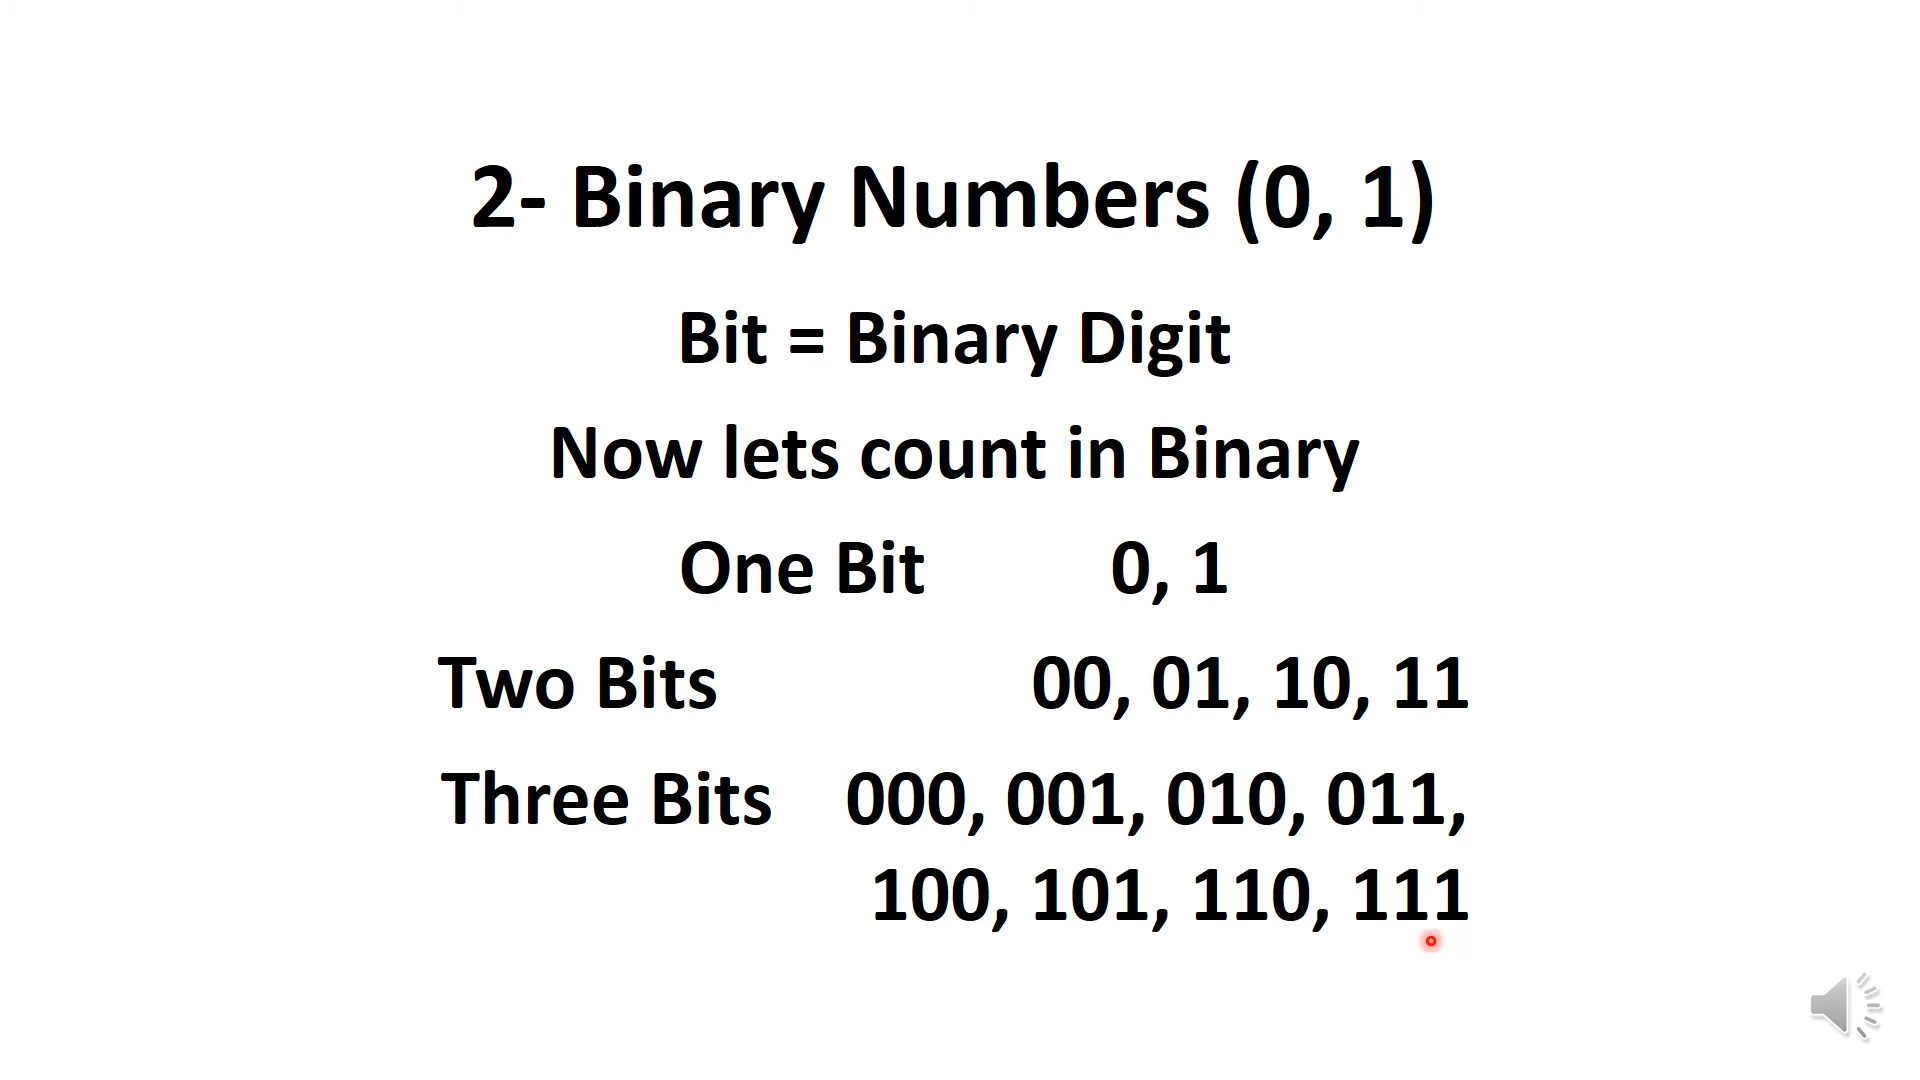 2- Binary Numbers (0, 1)
Bit = Binary Digit
Now lets count in Binary
One Bit 0, 1
Two Bits 00, 01, 10, 11
Three Bits 000, 001, 010, 011,
100, 101, 110, 111